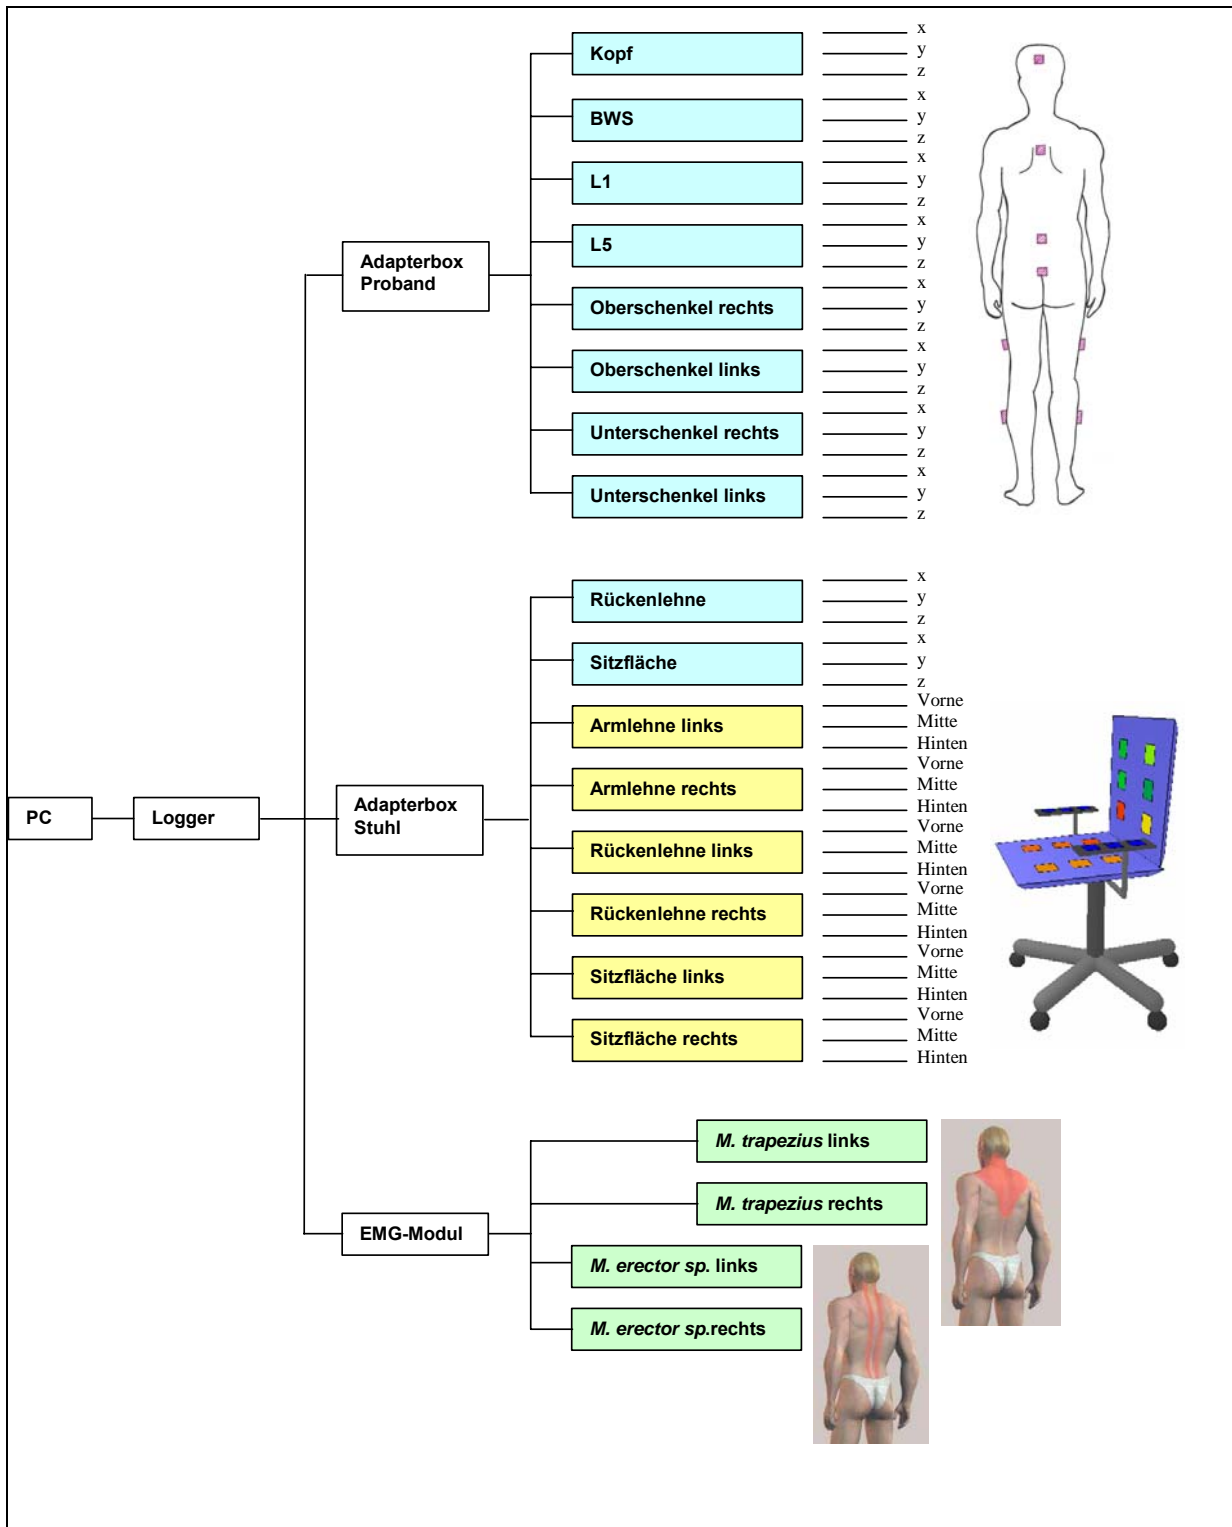 x
Kopf
y
z
x
BWS
y
z
x
L1
y
z
x
L5
y
z
Adapterbox
Proband
x
Oberschenkel rechts
y
z
x
Oberschenkel links
y
z
x
Unterschenkel rechts
y
z
x
Unterschenkel links
y
z
x
Rückenlehne
y
z
x
Sitzfläche
y
z
Vorne
Armlehne links
Mitte
Hinten
Vorne
Armlehne rechts
Mitte
Hinten
PC
Logger
Adapterbox
Stuhl
Vorne
Rückenlehne links
Mitte
Hinten
Vorne
Rückenlehne rechts
Mitte
Hinten
Vorne
Sitzfläche links
Mitte
Hinten
Vorne
Sitzfläche rechts
Mitte
Hinten
M. trapezius links
M. trapezius rechts
EMG-Modul
M. erector sp. links
M. erector sp.rechts